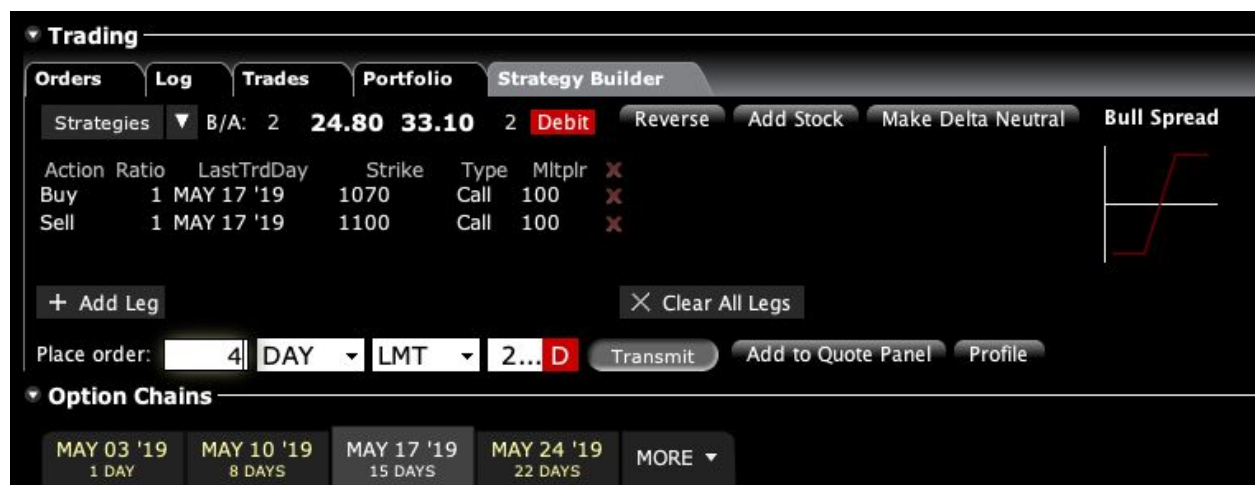 Trading
Orders Log Trades Portfolio Strategy Builder
Strategies B/A: 2 24.80 33.10 2 Debit Reverse Add Stock Make Delta Neutral Bull Spread
Action Ratio LastTrdDay Strike Type Mltplr X
Buy 1 MAY 17 '19 1070 Call 100 X
Sell 1 MAY 17 '19 1100 Call 100 X
+ Add Leg X Clear All Legs
Place order: 4 DAY LMT 2... D Transmit Add to Quote Panel Profile
Option Chains
MAY 03 '19 MAY 10 '19 MAY 17 '19 MAY 24 '19 MORE
1 DAY 8 DAYS 15 DAYS 22 DAYS